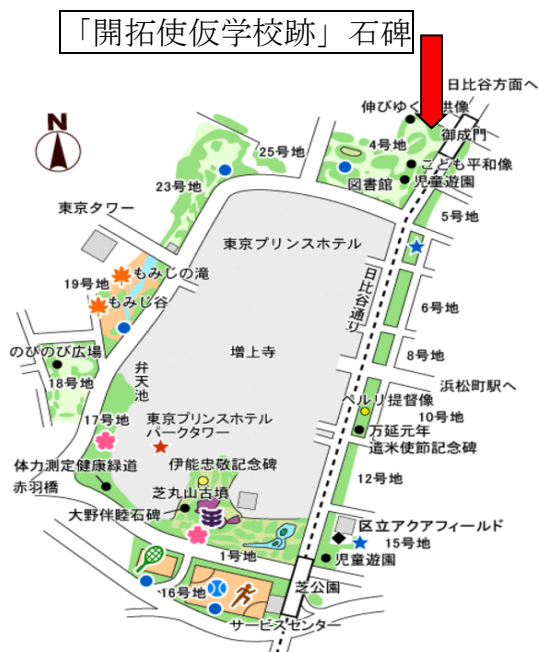 「開拓使仮学校跡」石碑
日比谷方面へ
伸びゆく
供像
御成門
N
25号地
4号地
こども平和像
図書館
児童遊園
23号地
5号地
東京タワー
東京プリンスホテル
もみじの滝
19号地
もみじ谷
日比谷通り
6号地
のびのび広場
増上寺
8号地
18号地
弁天池
浜松町駅へ
ペルリ提督像
17号地
東京プリンスホテル
パークタワー
10号地
万延元年
遣米使節記念碑
体力測定健康緑道
伊能忠敬記念碑
12号地
赤羽橋
芝丸山古墳
大野伴睦石碑
区立アクアフィールド
15号地
1号地
児童遊園
16号地
芝公園
サービスセンター